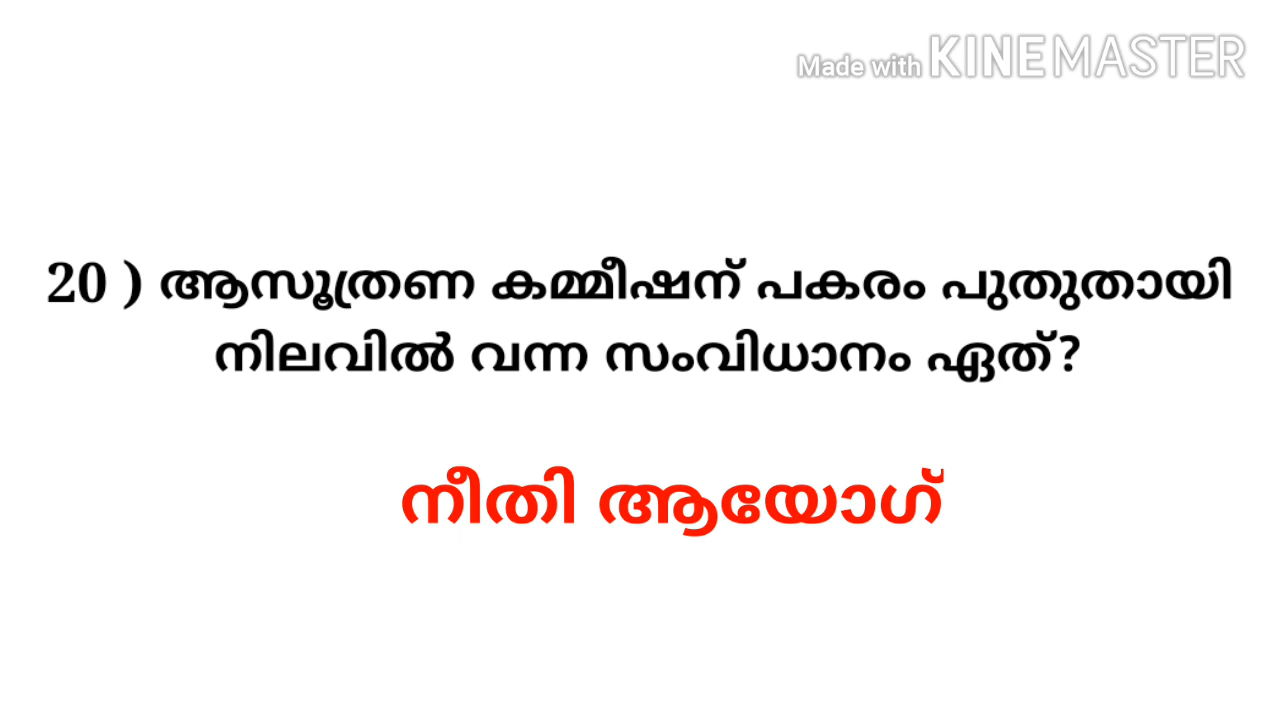 Made with KINEMASTER
20 ) ആസൂത്രണ കമ്മീഷന് പകരം പുതുതായി
നിലവിൽ വന്ന സംവിധാനം ഏത്?
നീതി ആയോഗ്